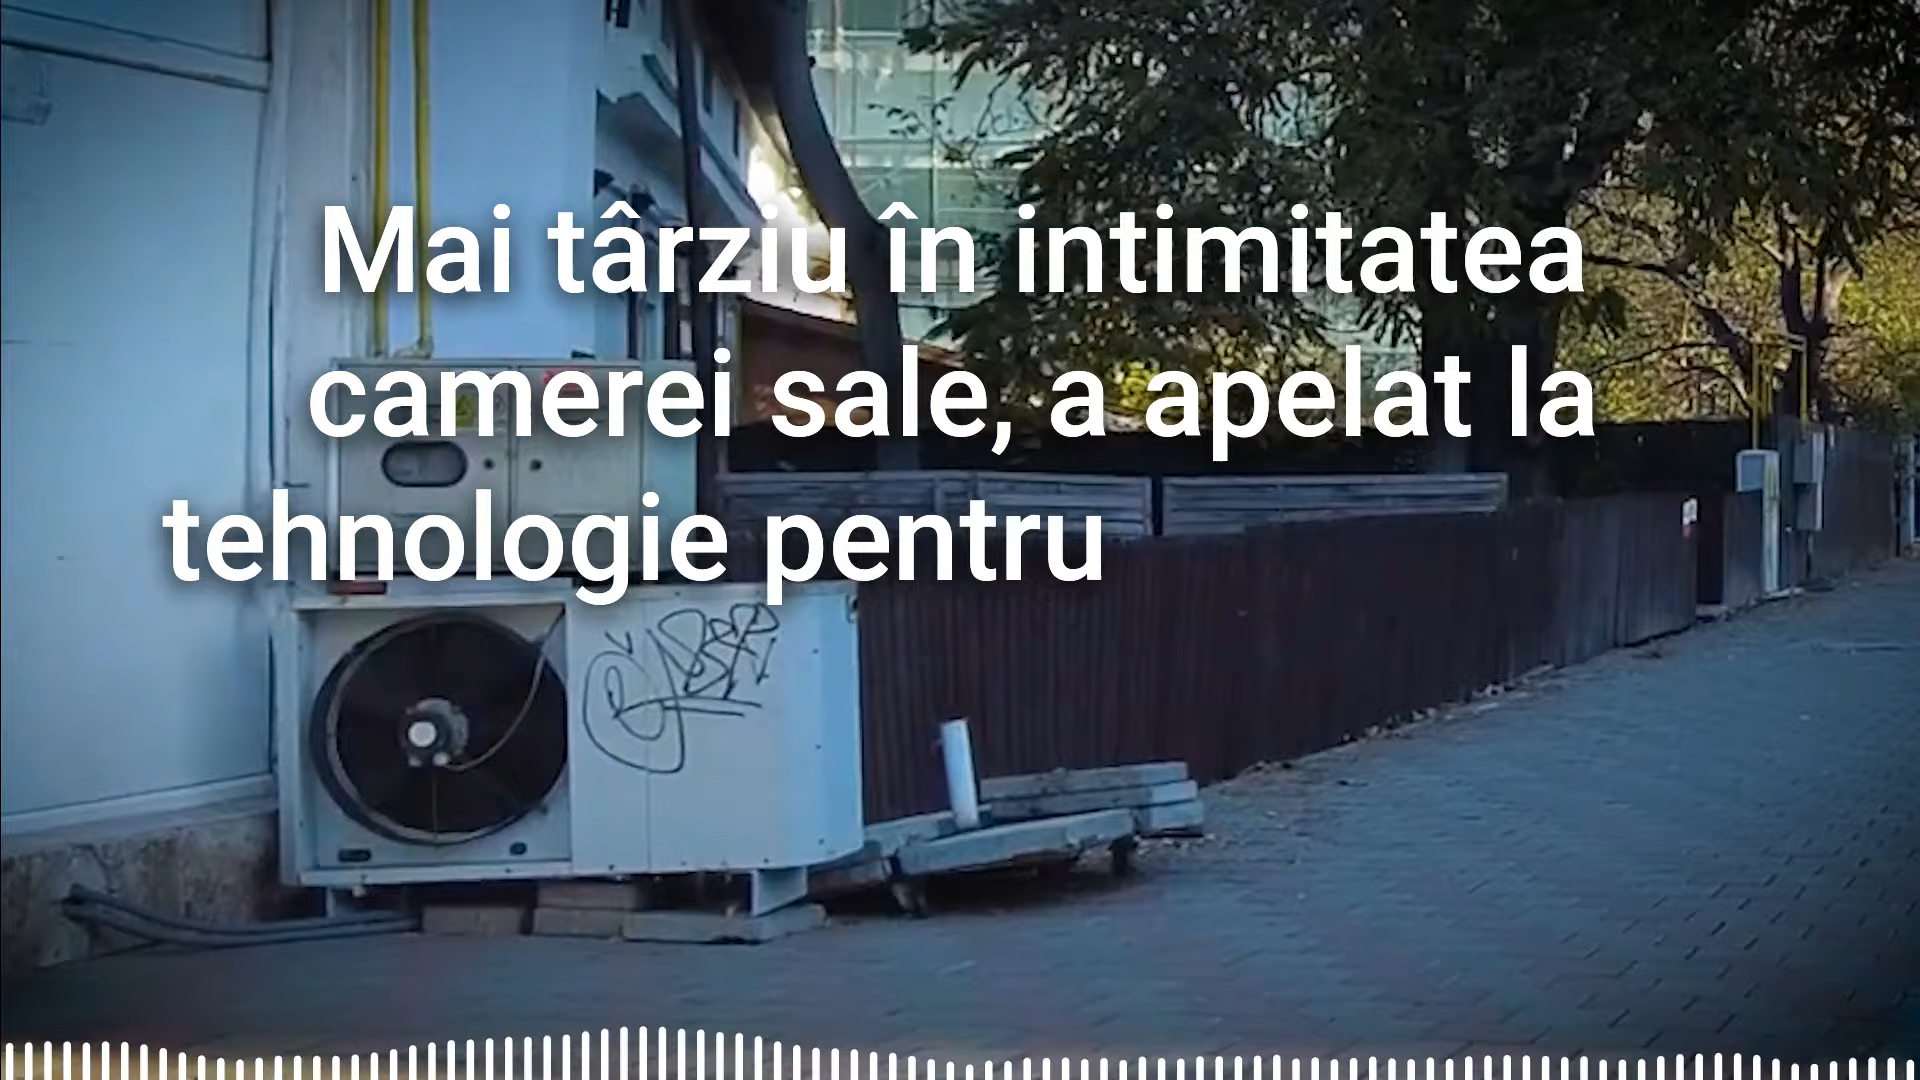 Mai târziu în intimitatea
camerei sale, a apelat la
tehnologie pentru